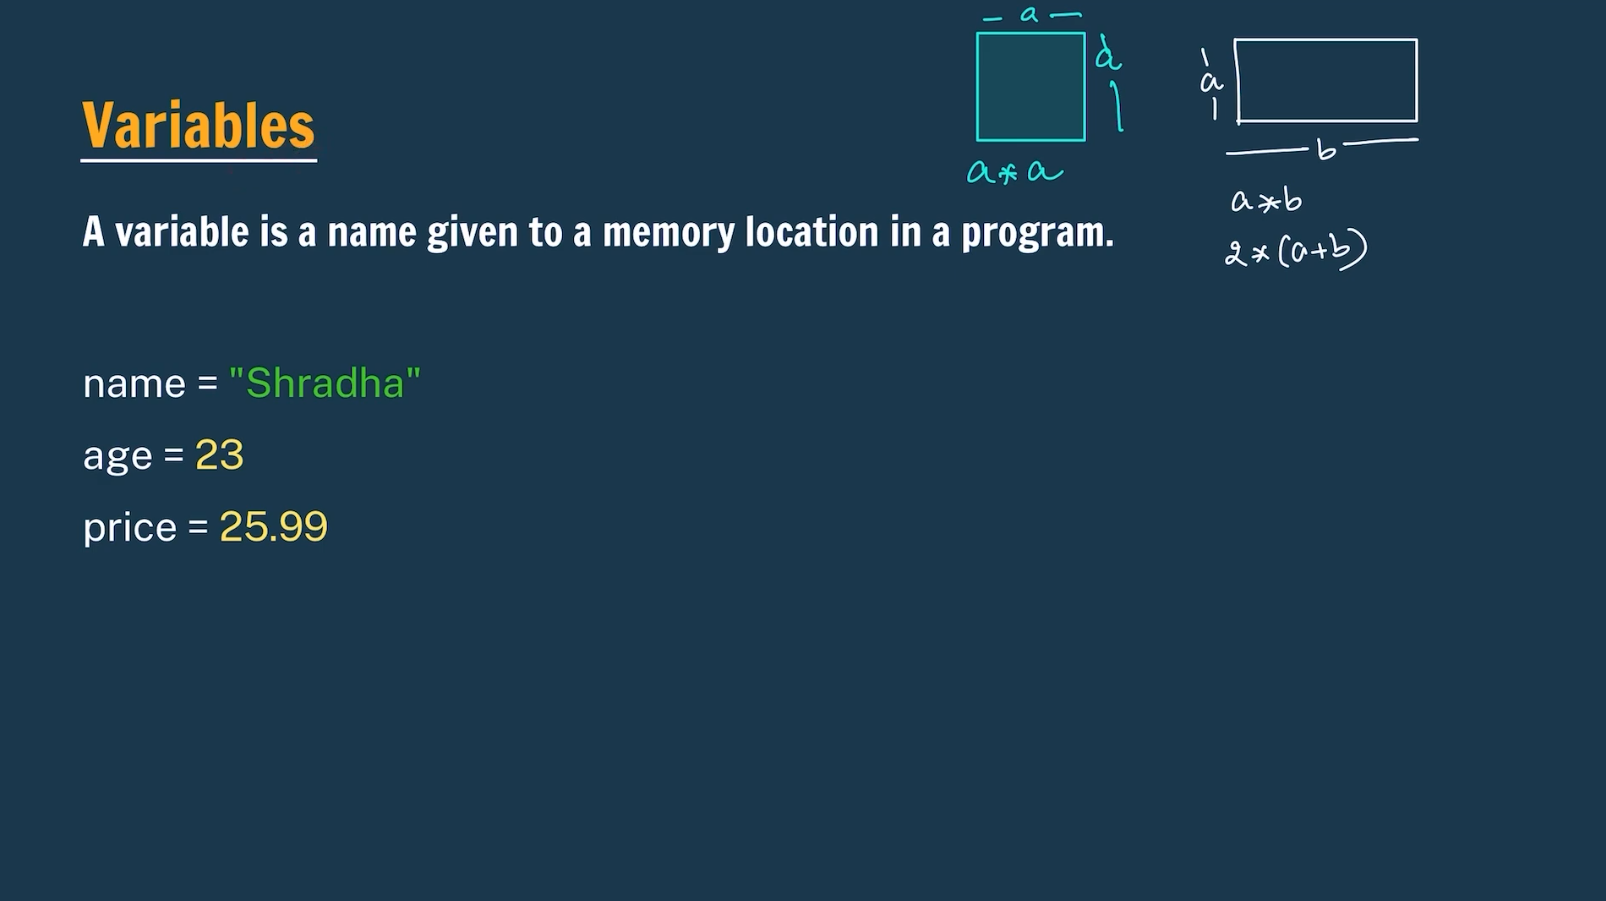 Variables
A variable is a name given to a memory location in a program.
name = "Shradha"
age = 23
price = 25.99
a
a
a*a
a
b
a*b
2*(a+b)